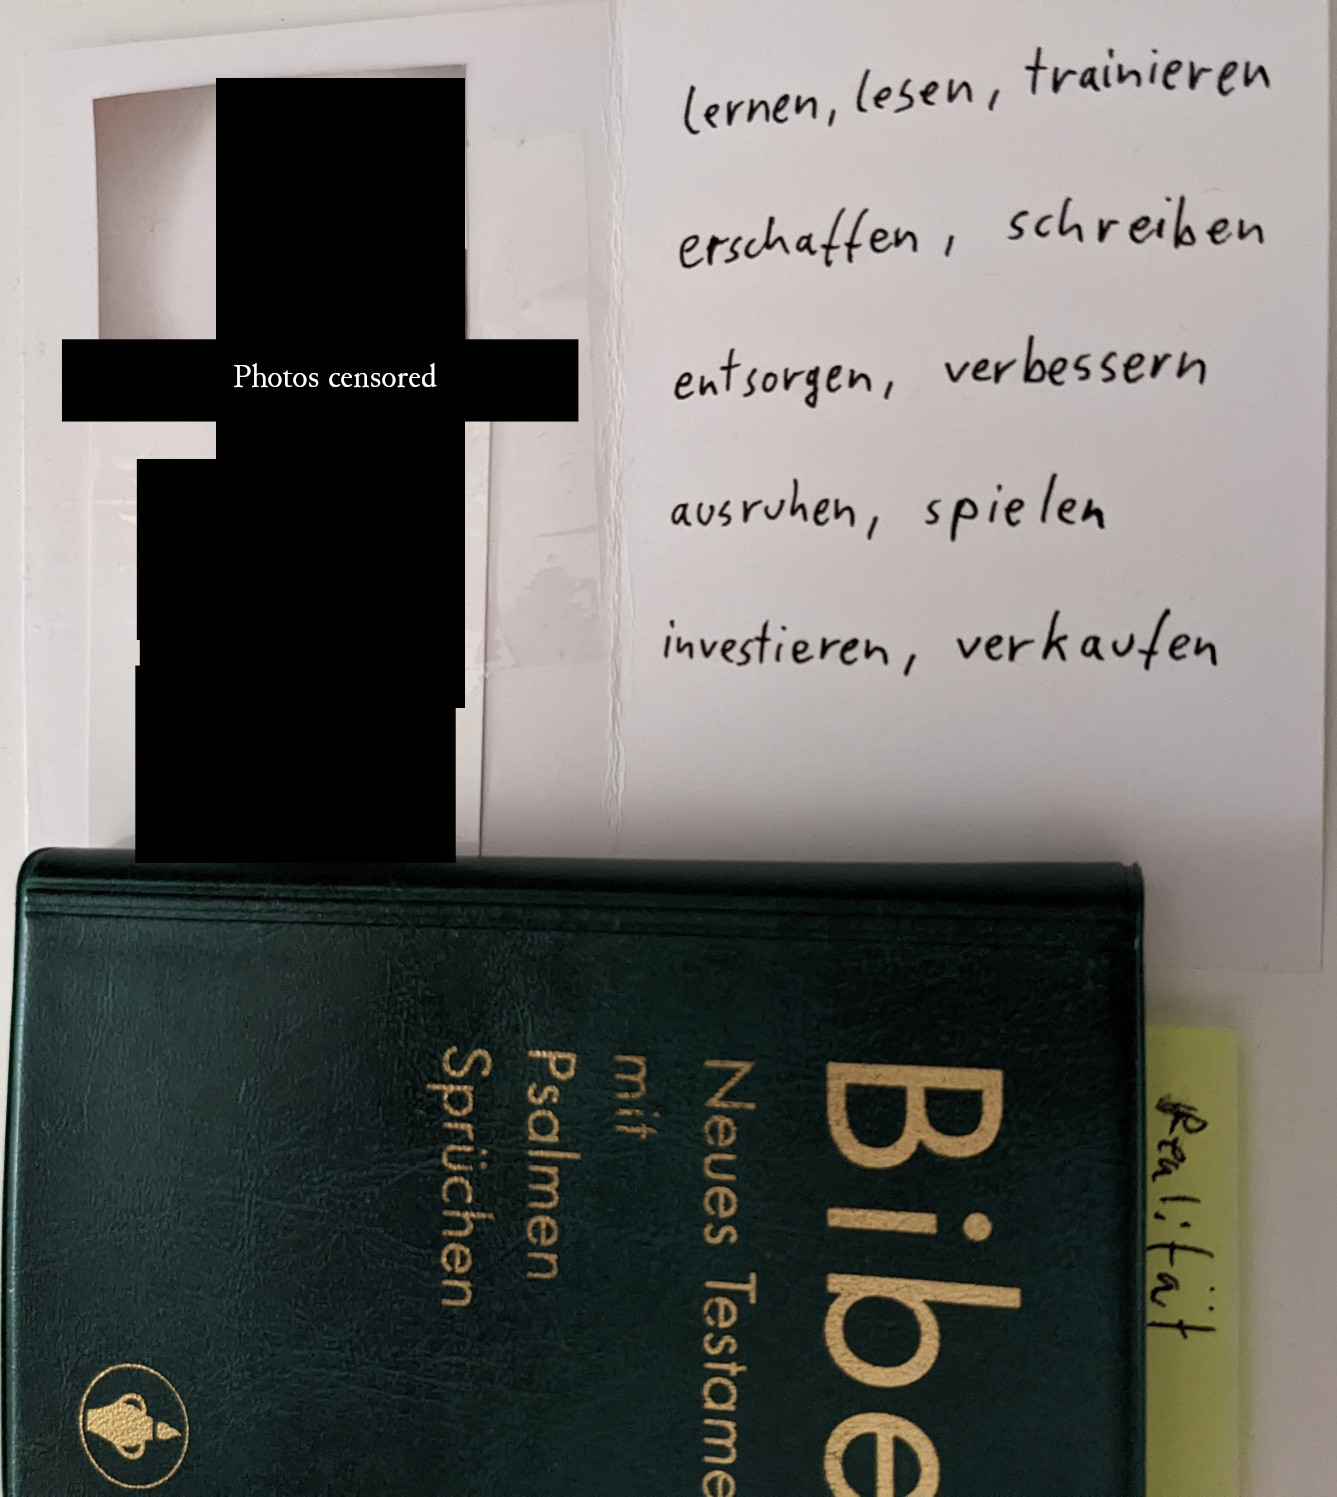 lernen, lesen, trainieren
erschaffen, schreiben
entsorgen, verbessern
ausruhen, spielen
investieren, verkaufen
Photos censored
Bibe
Neues Testame
mit
Psalmen
Sprüchen
Realität